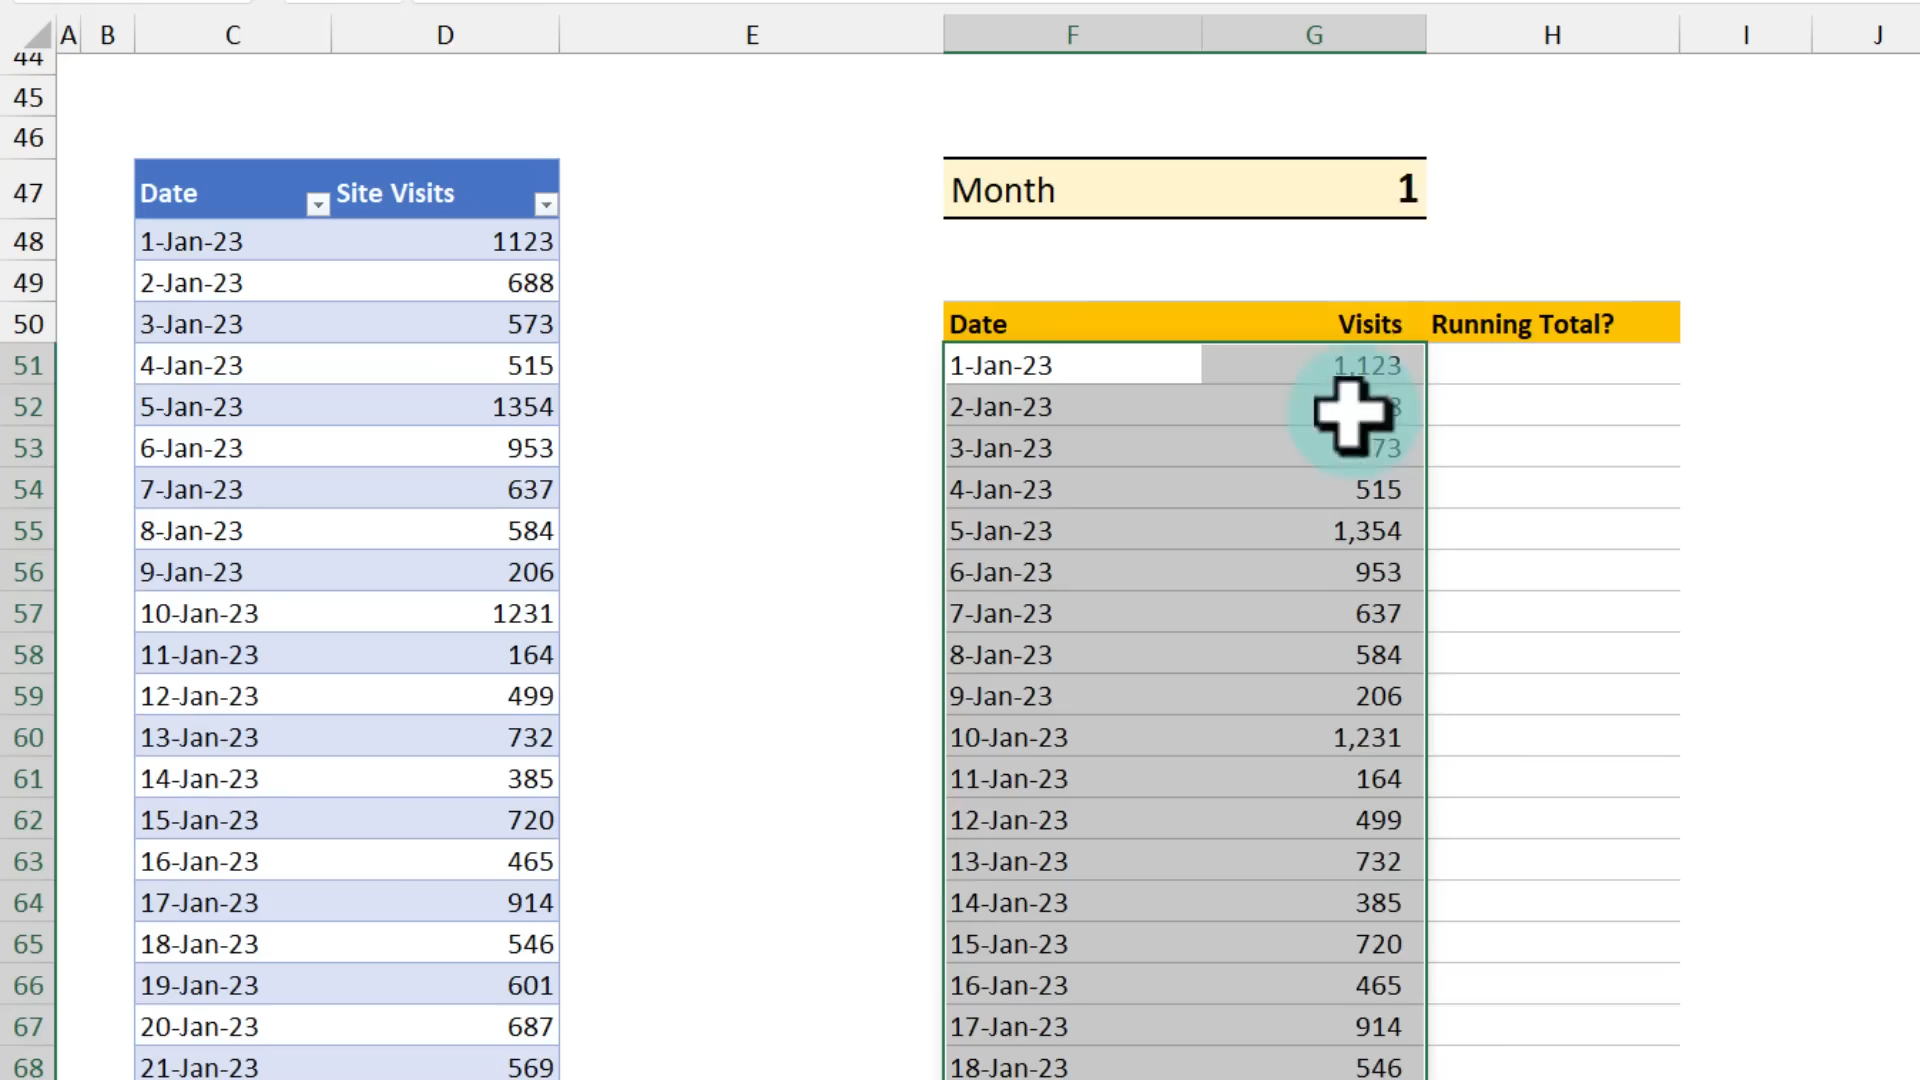 A B C D E F G H I J
44
45
46
47 Date Site Visits Month 1
48 1-Jan-23 1123
49 2-Jan-23 688
50 3-Jan-23 573 Date Visits Running Total?
51 4-Jan-23 515 1-Jan-23 1,123
52 5-Jan-23 1354 2-Jan-23
53 6-Jan-23 953 3-Jan-23 73
54 7-Jan-23 637 4-Jan-23 515
55 8-Jan-23 584 5-Jan-23 1,354
56 9-Jan-23 206 6-Jan-23 953
57 10-Jan-23 1231 7-Jan-23 637
58 11-Jan-23 164 8-Jan-23 584
59 12-Jan-23 499 9-Jan-23 206
60 13-Jan-23 732 10-Jan-23 1,231
61 14-Jan-23 385 11-Jan-23 164
62 15-Jan-23 720 12-Jan-23 499
63 16-Jan-23 465 13-Jan-23 732
64 17-Jan-23 914 14-Jan-23 385
65 18-Jan-23 546 15-Jan-23 720
66 19-Jan-23 601 16-Jan-23 465
67 20-Jan-23 687 17-Jan-23 914
68 21-Jan-23 569 18-Jan-23 546